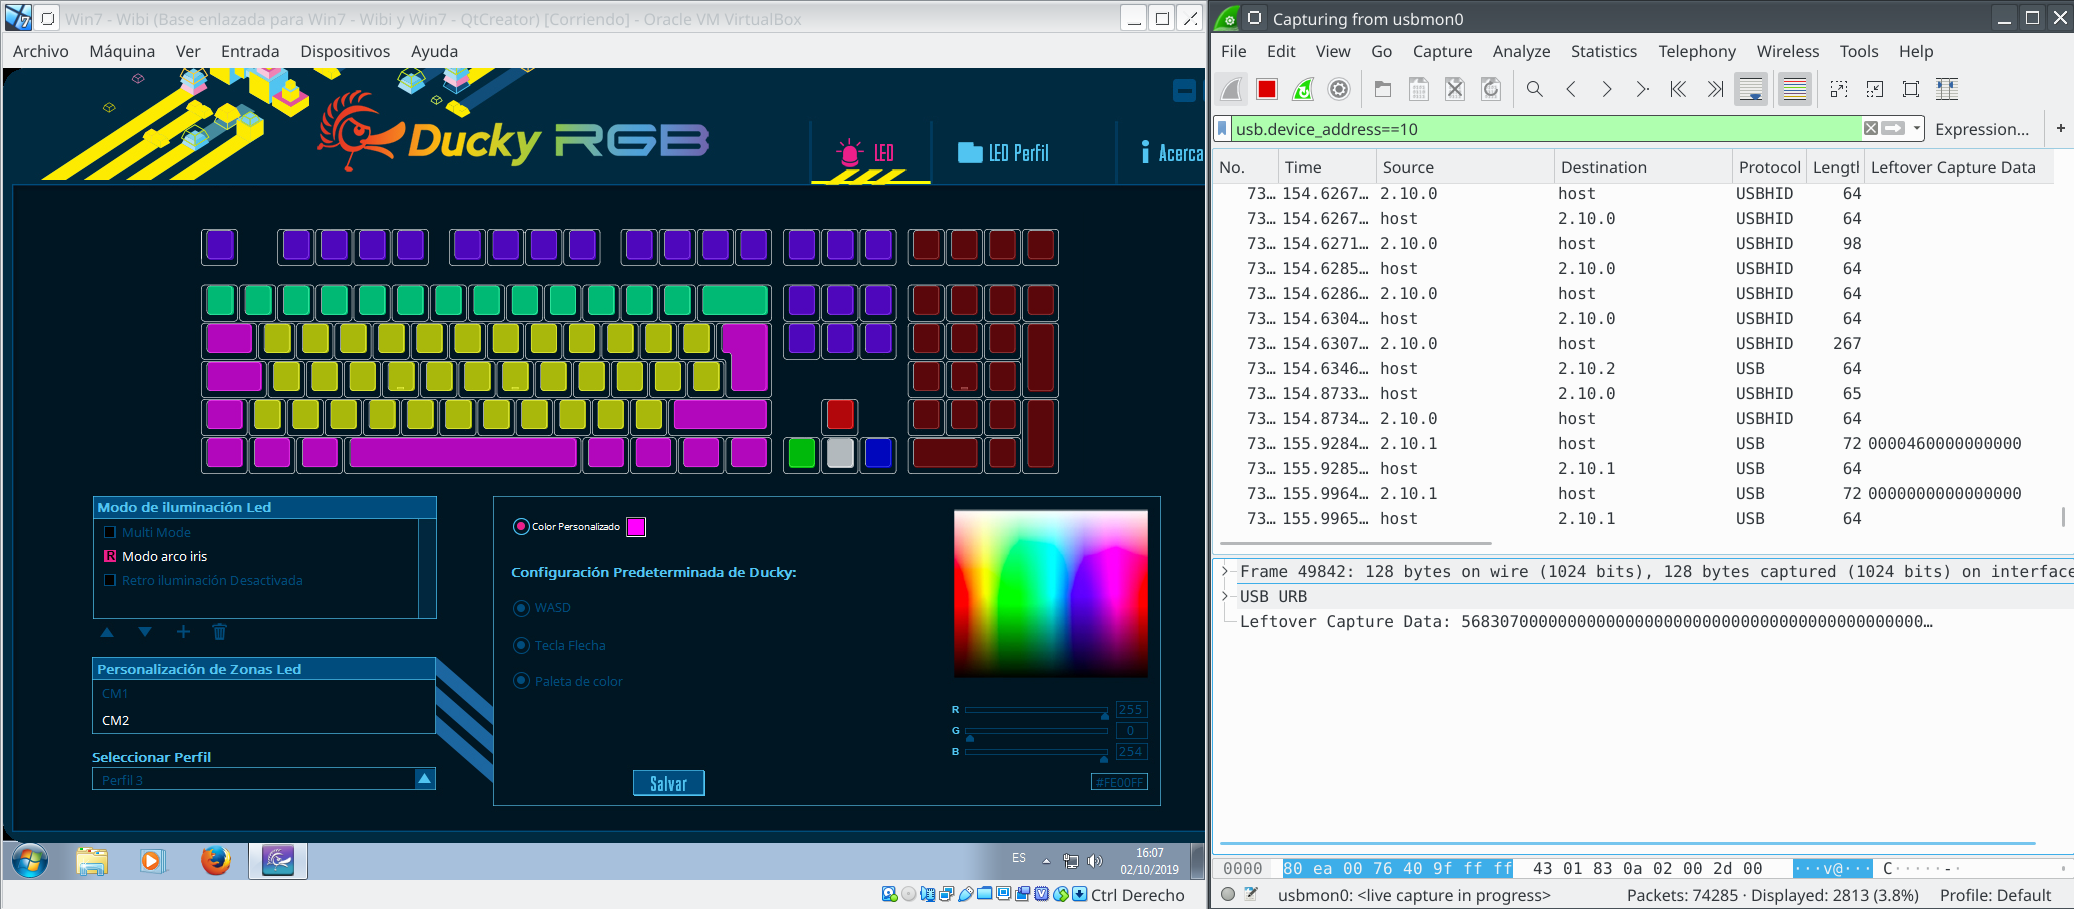 Win7 - Wibi (Base enlazada para Win7 - Wibi y Win7 - QtCreator) [Corriendo] - Oracle VM VirtualBox
Archivo Máquina Ver Entrada Dispositivos Ayuda
Ducky RGB
LED
LED Perfil
Acerca
Modo de iluminación Led
Multi Mode
R Modo arco iris
Retro iluminación Desactivada
Personalización de Zonas Led
CM1
CM2
Seleccionar Perfil
Perfil 3
Color Personalizado
Configuración Predeterminada de Ducky:
WASD
Tecla Flecha
Paleta de color
Salvar
R 255
G 0
B 254
#FE00FF
ES
16:07
02/10/2019
Ctrl Derecho
Capturing from usbmon0
File Edit View Go Capture Analyze Statistics Telephony Wireless Tools Help
usb.device_address==10
Expression... +
No. Time Source Destination Protocol Lengtl Leftover Capture Data
73… 154.6267… 2.10.0 host USBHID 64
73… 154.6267… host 2.10.0 USBHID 64
73… 154.6271… 2.10.0 host USBHID 98
73… 154.6285… host 2.10.0 USBHID 64
73… 154.6286… 2.10.0 host USBHID 64
73… 154.6304… host 2.10.0 USBHID 64
73… 154.6307… 2.10.0 host USBHID 267
73… 154.6346… host 2.10.2 USB 64
73… 154.8733… host 2.10.0 USBHID 65
73… 154.8734… 2.10.0 host USBHID 64
73… 155.9284… 2.10.1 host USB 72 0000460000000000
73… 155.9285… host 2.10.1 USB 64
73… 155.9964… 2.10.1 host USB 72 0000000000000000
73… 155.9965… host 2.10.1 USB 64
Frame 49842: 128 bytes on wire (1024 bits), 128 bytes captured (1024 bits) on interface
USB URB
Leftover Capture Data: 56830700000000000000000000000000000000000000000…
0000 80 ea 00 76 40 9f ff ff 43 01 83 0a 02 00 2d 00 ···v@··· C·····-·
usbmon0: <live capture in progress>
Packets: 74285 · Displayed: 2813 (3.8%)
Profile: Default